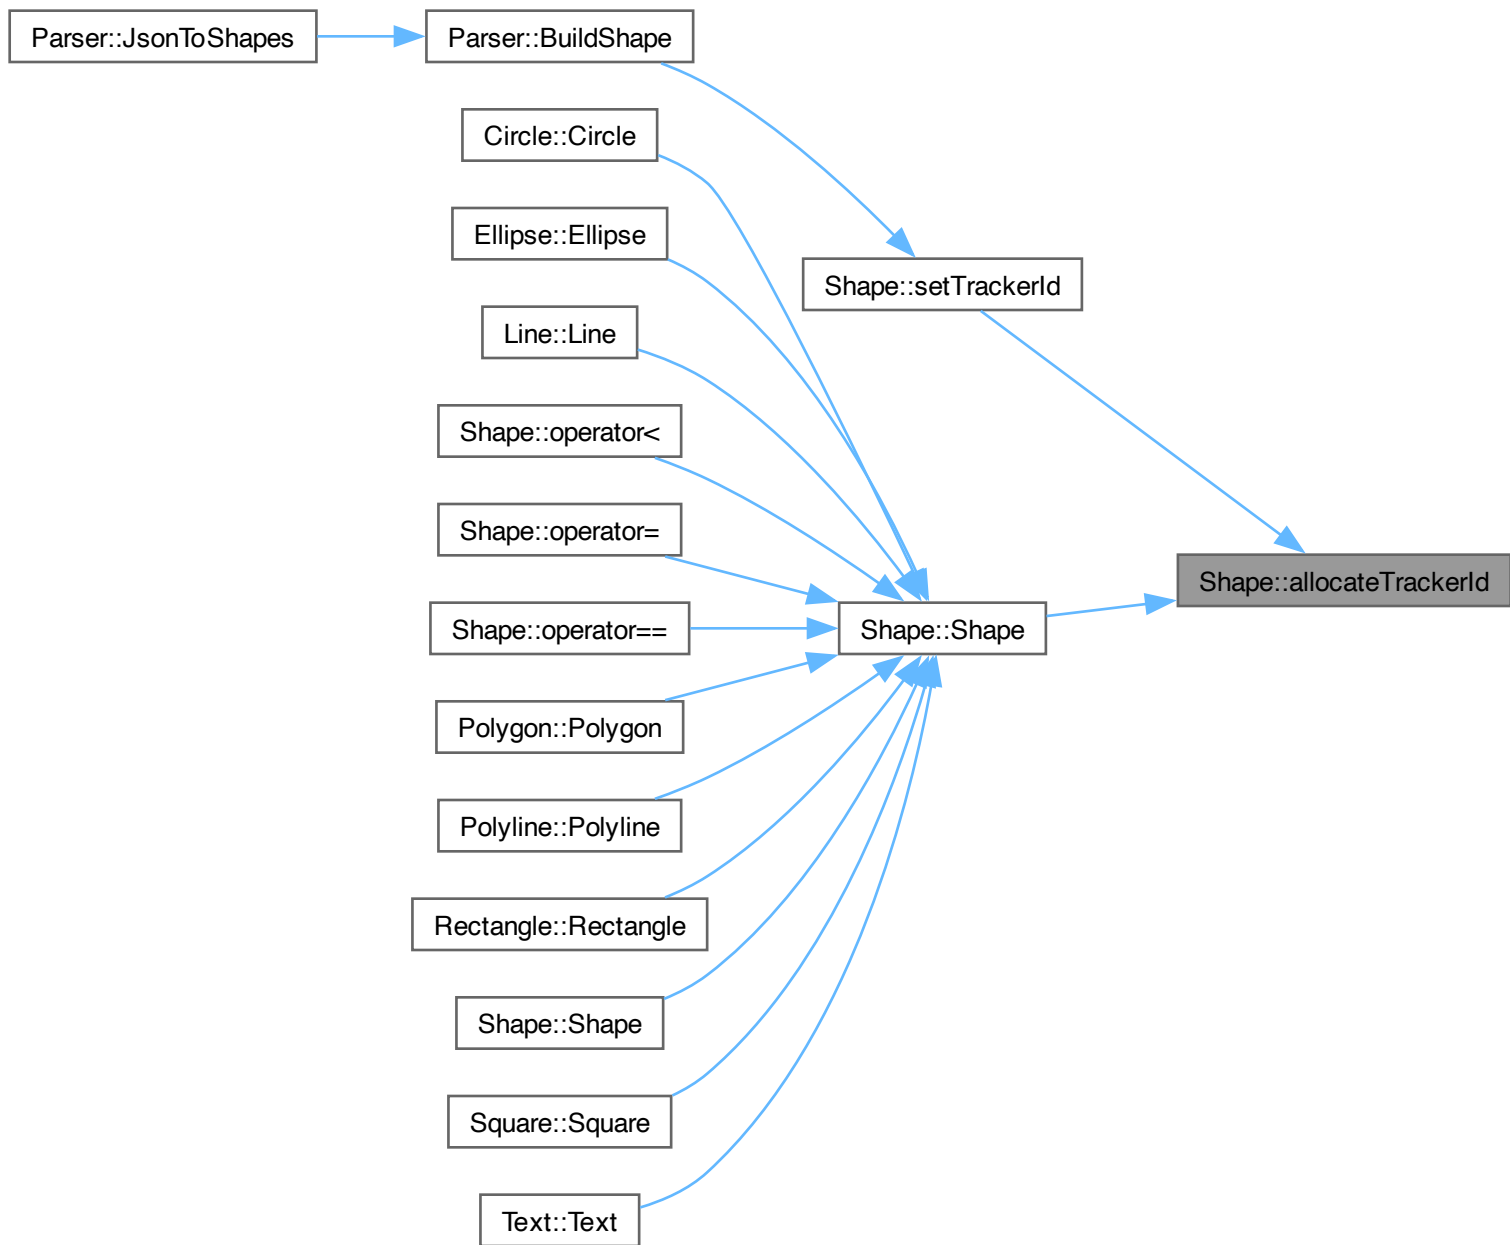 Parser::JsonToShapes
Parser::BuildShape
Circle::Circle
Ellipse::Ellipse
Shape::setTrackerId
Line::Line
Shape::operator<
Shape::operator=
Shape::allocateTrackerId
Shape::operator==
Shape::Shape
Polygon::Polygon
Polyline::Polyline
Rectangle::Rectangle
Shape::Shape
Square::Square
Text::Text